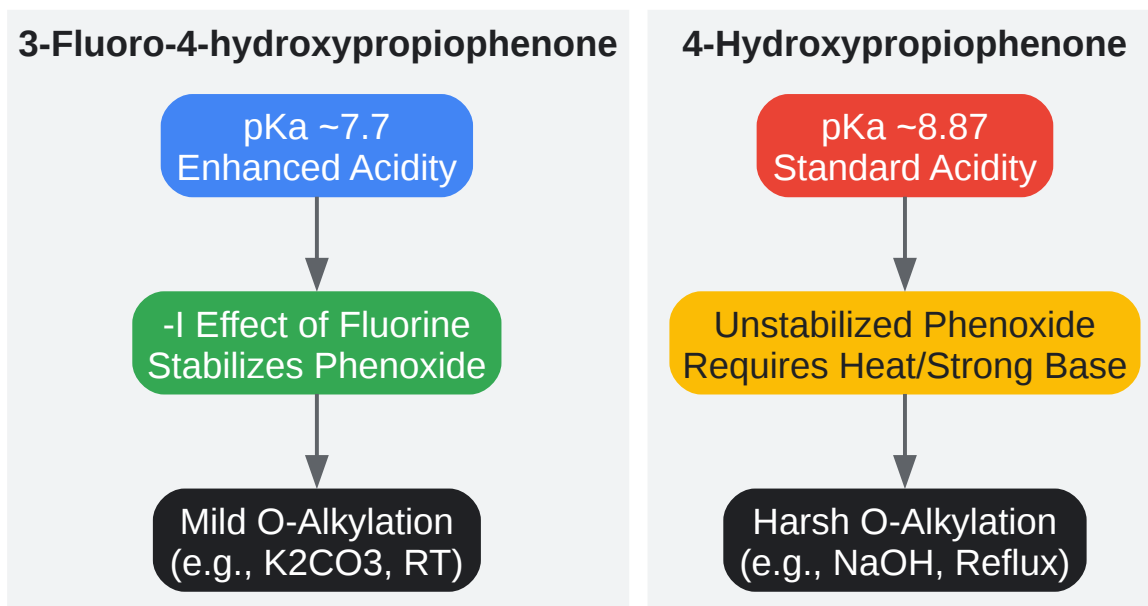 3-Fluoro-4-hydroxypropiophenone
pKa ~7.7
Enhanced Acidity
-I Effect of Fluorine
Stabilizes Phenoxide
Mild O-Alkylation
(e.g., K2CO3, RT)
4-Hydroxypropiophenone
pKa ~8.87
Standard Acidity
Unstabilized Phenoxide
Requires Heat/Strong Base
Harsh O-Alkylation
(e.g., NaOH, Reflux)